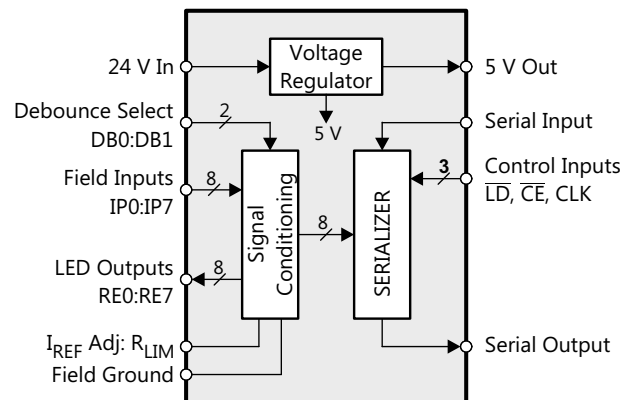 24 V In
Voltage
Regulator
5 V Out
5 V
Debounce Select
DB0:DB1
2
Serial Input
Field Inputs
IP0:IP7
8
Signal
Conditioning
8
SERIALIZER
3
Control Inputs
LD, CE, CLK
LED Outputs
RE0:RE7
8
IREF Adj: RLIM
Field Ground
Serial Output